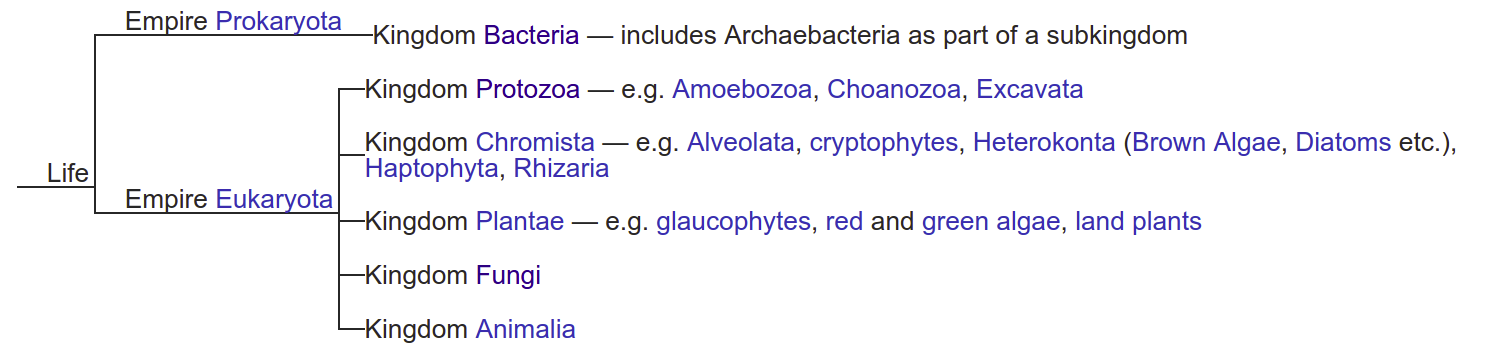 Empire Prokaryota
Kingdom Bacteria — includes Archaebacteria as part of a subkingdom
Kingdom Protozoa — e.g. Amoebozoa, Choanozoa, Excavata
Kingdom Chromista — e.g. Alveolata, cryptophytes, Heterokonta (Brown Algae, Diatoms etc.),
Haptophyta, Rhizaria
Life
Empire Eukaryota
Kingdom Plantae — e.g. glaucophytes, red and green algae, land plants
Kingdom Fungi
Kingdom Animalia